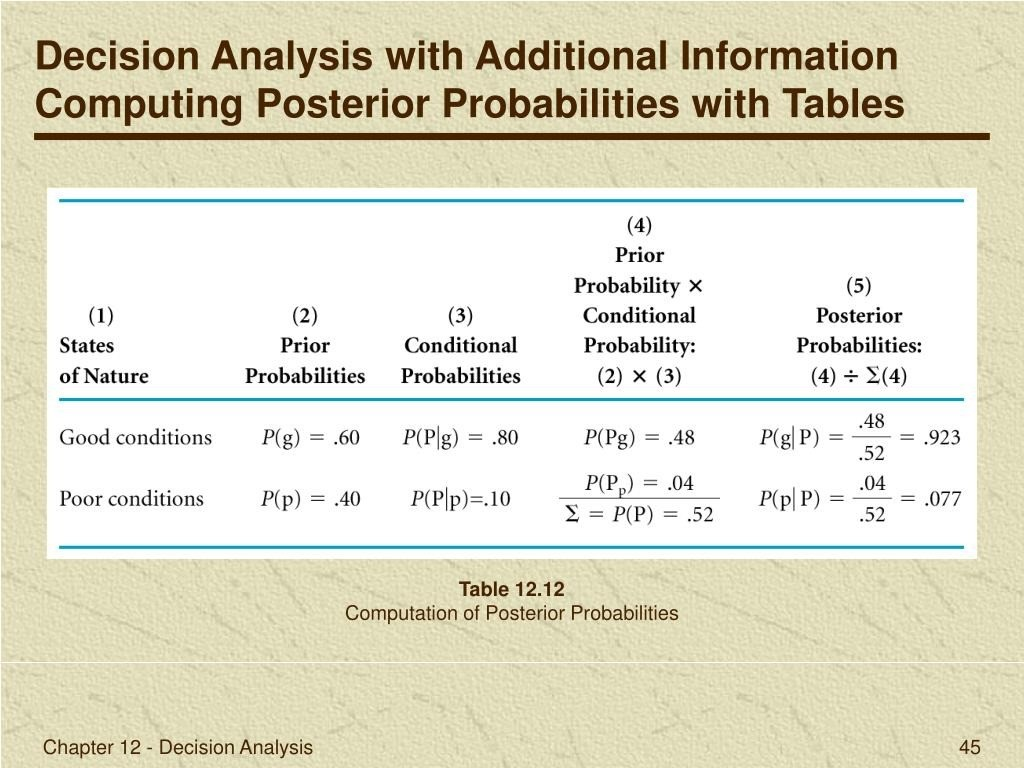 Decision Analysis with Additional Information
Computing Posterior Probabilities with Tables
(1)
States
of Nature
(2)
Prior
Probabilities
(3)
Conditional
Probabilities
(4)
Prior
Probability ×
Conditional
Probability:
(2) × (3)
(5)
Posterior
Probabilities:
(4) ÷ Σ(4)
Good conditions P(g) = .60 P(P|g) = .80 P(Pg) = .48 P(g|P) = .48/.52 = .923
Poor conditions P(p) = .40 P(P|p)=.10 P(Pp) = .04 P(p|P) = .04/.52 = .077
Σ = P(P) = .52
Table 12.12
Computation of Posterior Probabilities
Chapter 12 - Decision Analysis 45